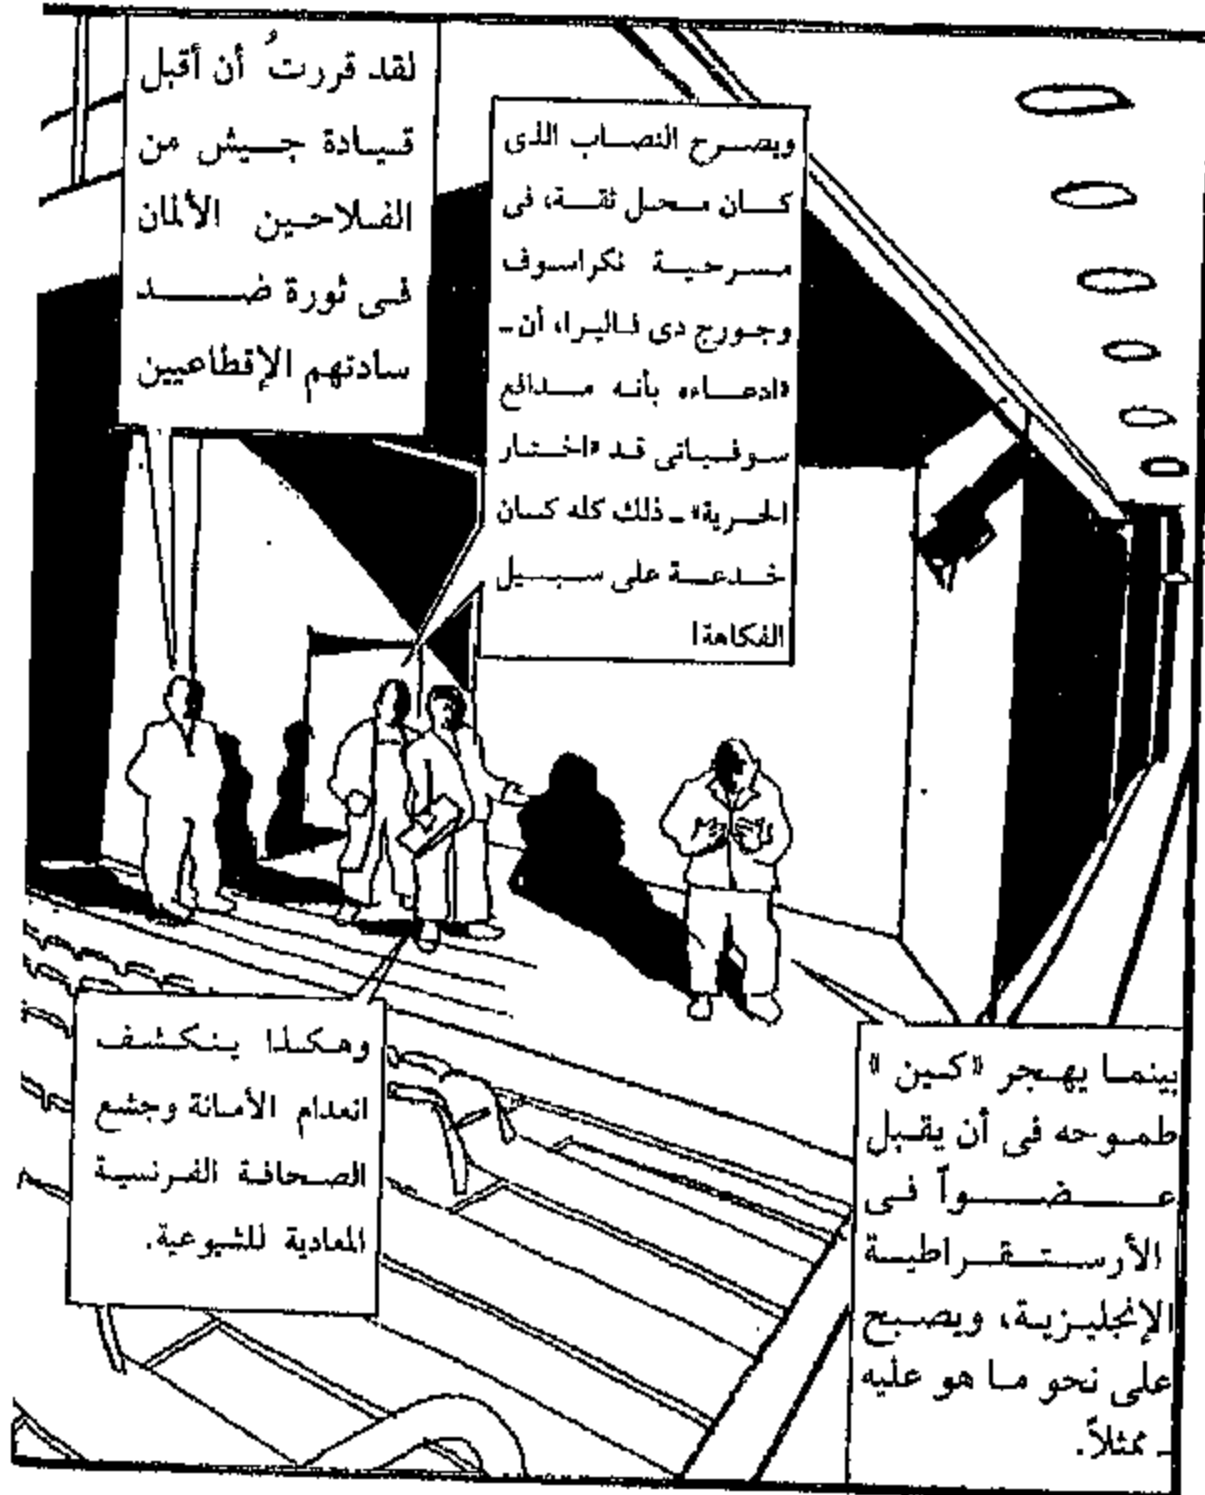 لقد قررتُ أن أقبل
قيادة جيش من
الفلاحين الألمان
فى ثورة ضد
سادتهم الإقطاعيين
ويصرح النصاب الذى
كان محل ثقة، فى
مسرحية نكراسوف
وجورج دى فاليرا، أن ـ
«ادعاءه بأنه مدافع
سوفياتى قد «اختار
الحرية» ـ ذلك كله كان
خدعة على سبيل
الفكاهة!
وهكذا ينكشف
انعدام الأمانة وجشع
الصحافة الفرنسية
المعادية للشيوعية.
بينما يهجر «كين»
طموحه فى أن يقبل
عضواً فى
الأرستقراطية
الإنجليزية، ويصبح
على نحو ما هو عليه
ـ ممثلاً.